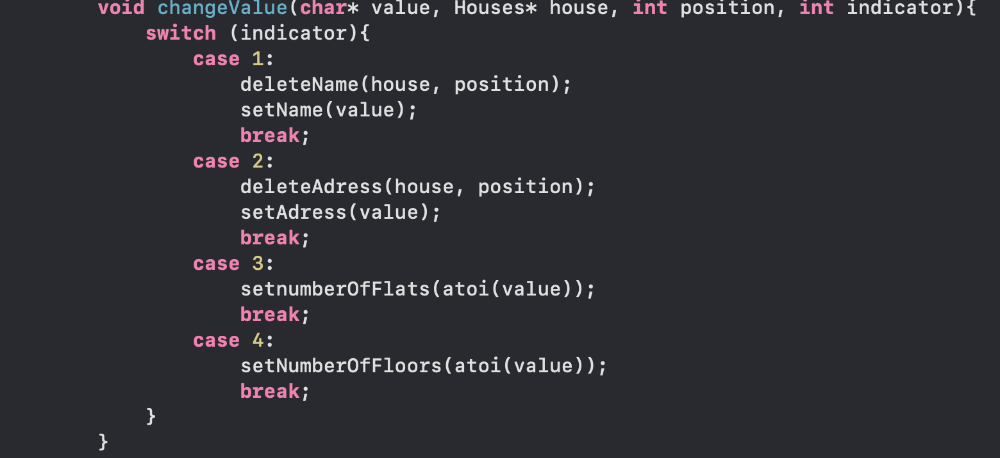 void changeValue(char* value, Houses* house, int position, int indicator){
switch (indicator){
case 1:
deleteName(house, position);
setName(value);
break;
case 2:
deleteAdress(house, position);
setAdress(value);
break;
case 3:
setnumberOfFlats(atoi(value));
break;
case 4:
setNumberOfFloors(atoi(value));
break;
}
}